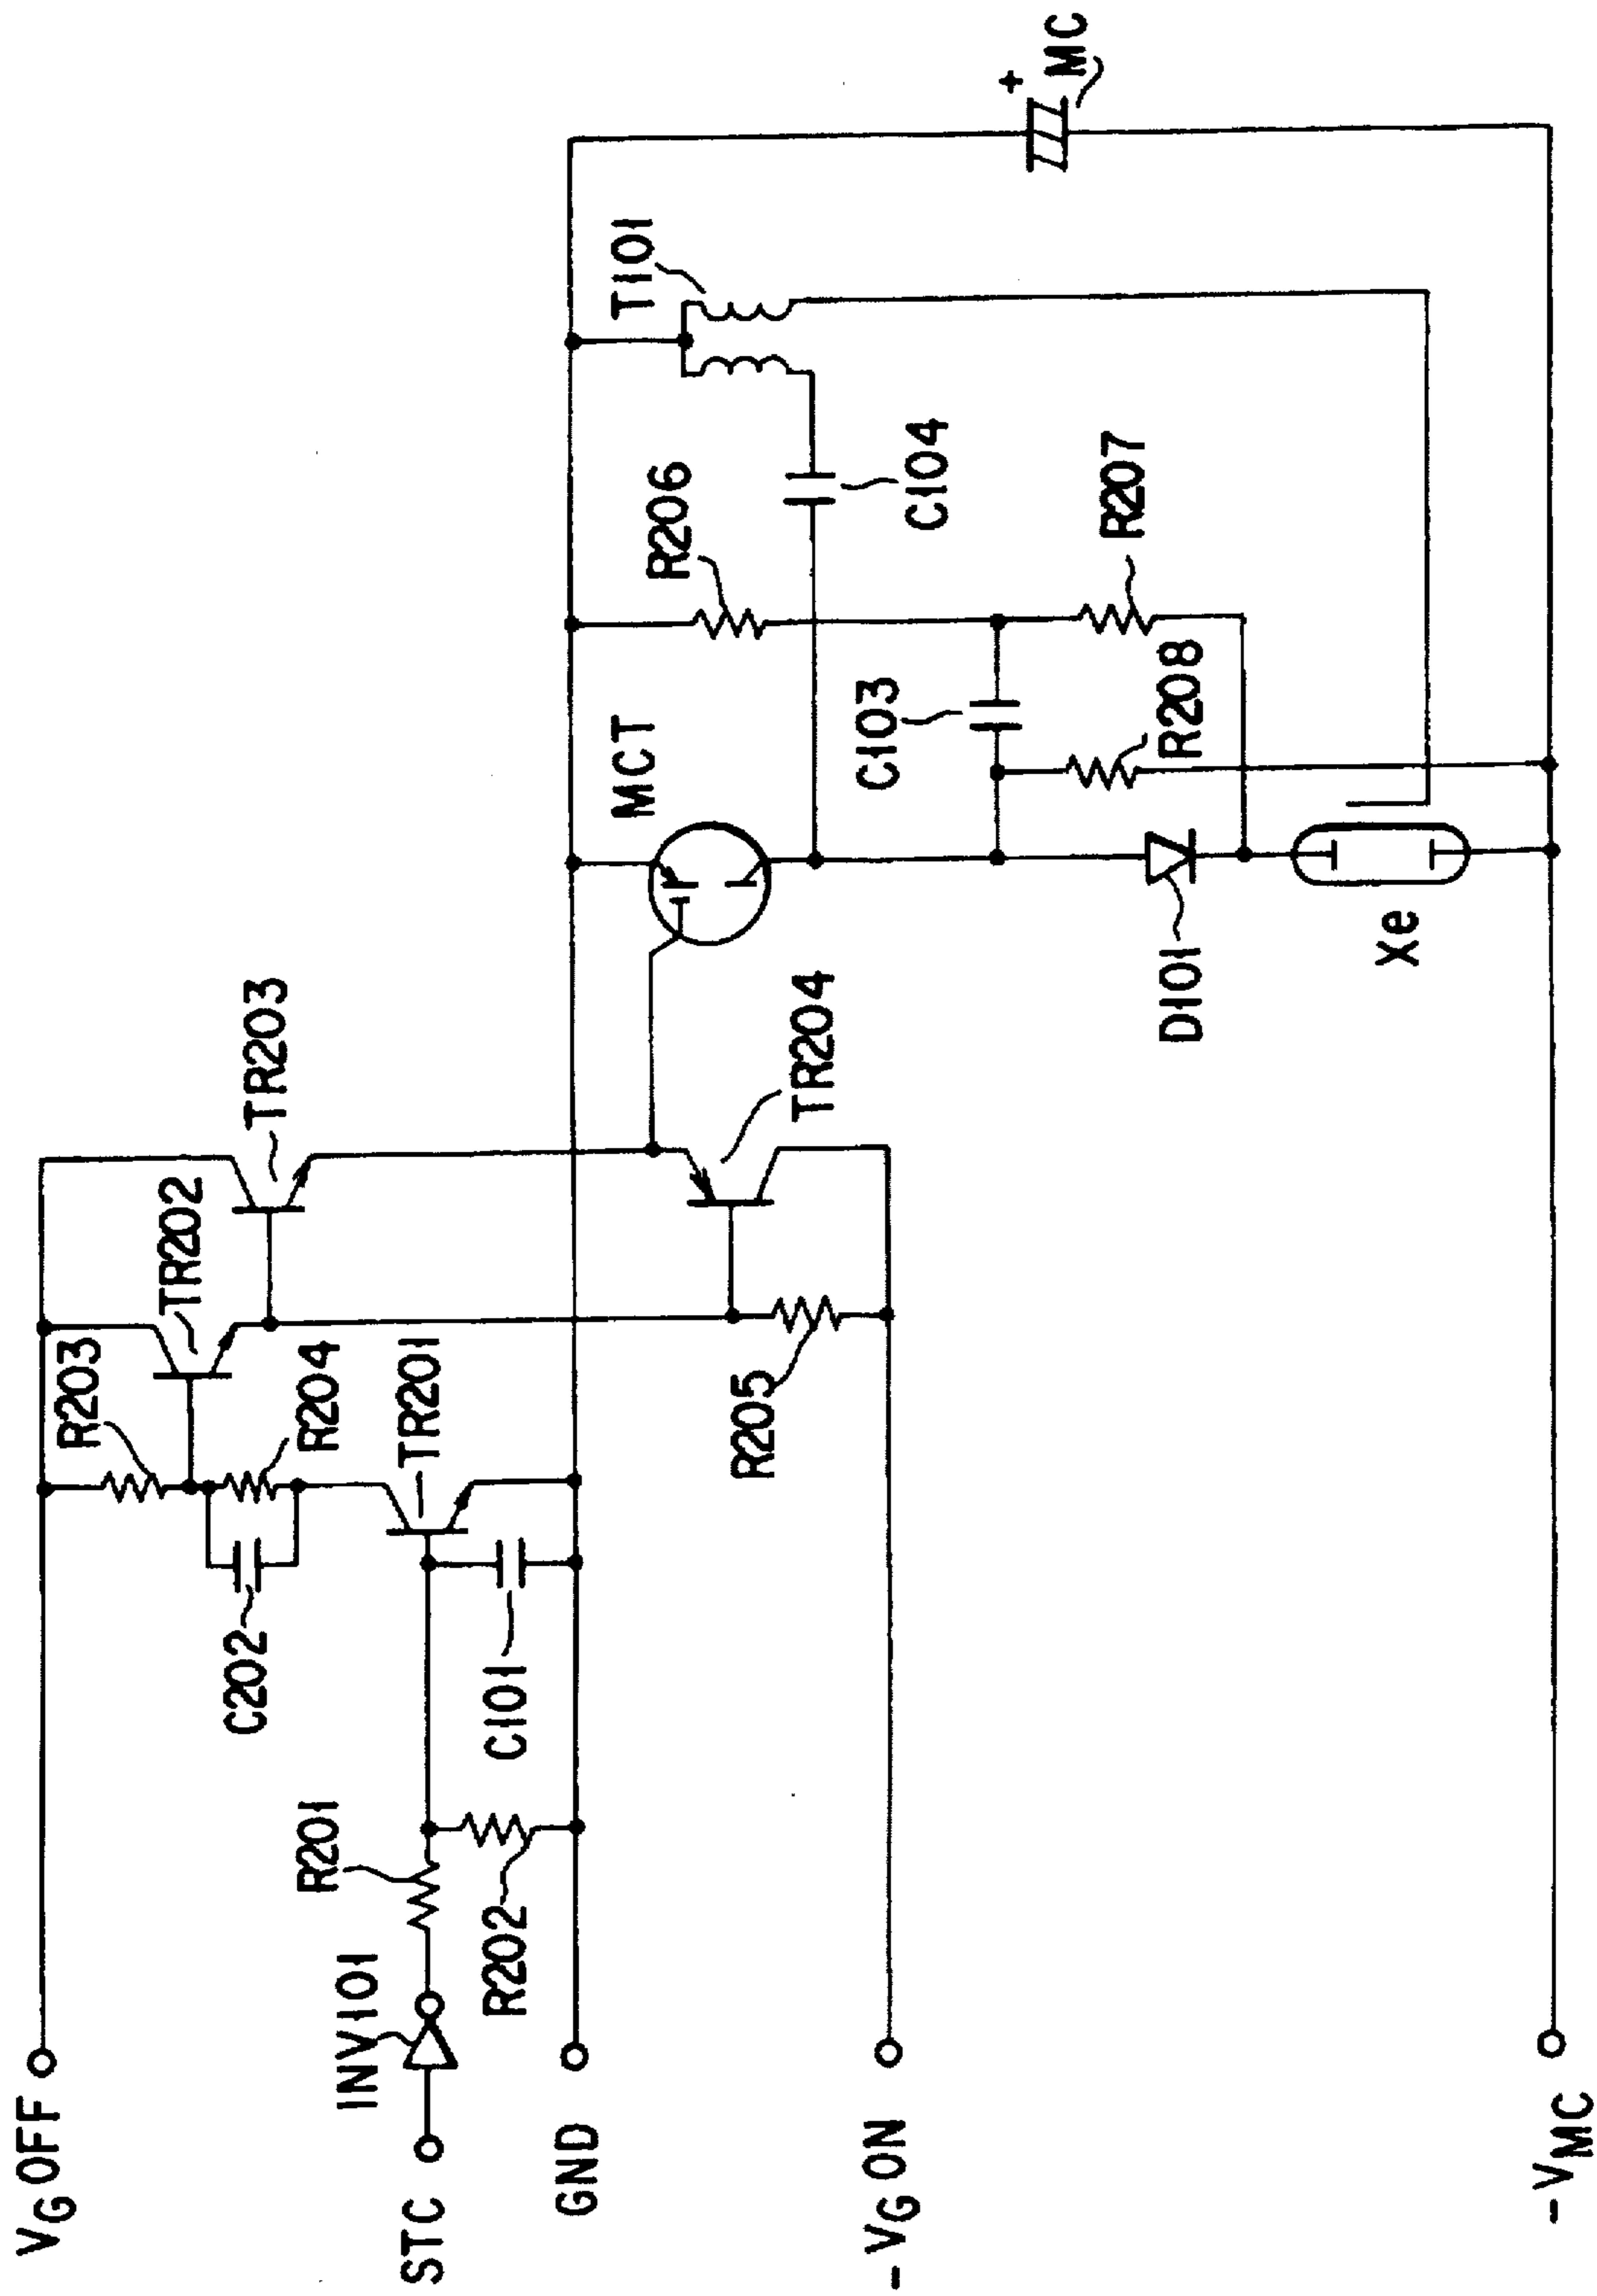 VG OFF
STC
GND
-VG ON
-VMC
INV101
R201
R202
C202
C101
R203
R204
TR201
TR202
TR203
R205
TR204
MCT
D101
Xe
C103
R208
R206
R207
C104
T101
+
MC